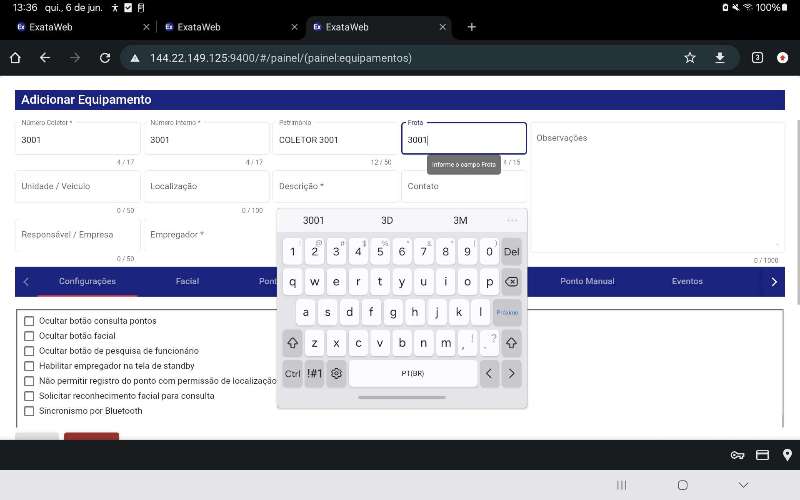 13:36 qui., 6 de jun. 100%
ExataWeb ExataWeb ExataWeb
144.22.149.125:9400/#/painel/(painel:equipamentos) 3
Adicionar Equipamento
Número Coletor * Número Interno * Patrimônio Frota
3001 3001 COLETOR 3001 3001 Observações
4 / 17 4 / 17 12 / 50 4 / 15
Informe o campo Frota
Unidade / Veículo Localização Descrição * Contato
0 / 50 0 / 100
3001 3D 3M ...
Responsável / Empresa Empregador *
0 / 50 0 / 1000
1 2 3 4 5 6 7 8 9 0 Del
Configurações Facial Pont Ponto Manual Eventos
q w e r t y u i o p
a s d f g h j k l Próximo
Ocultar botão consulta pontos
Ocultar botão facial
z x c v b n m , ! . ?
Ocultar botão de pesquisa de funcionário
Habilitar empregador na tela de standby
Ctrl !#1 PT(BR) < >
Não permitir registro do ponto com permissão de localização
Solicitar reconhecimento facial para consulta
Sincronismo por Bluetooth